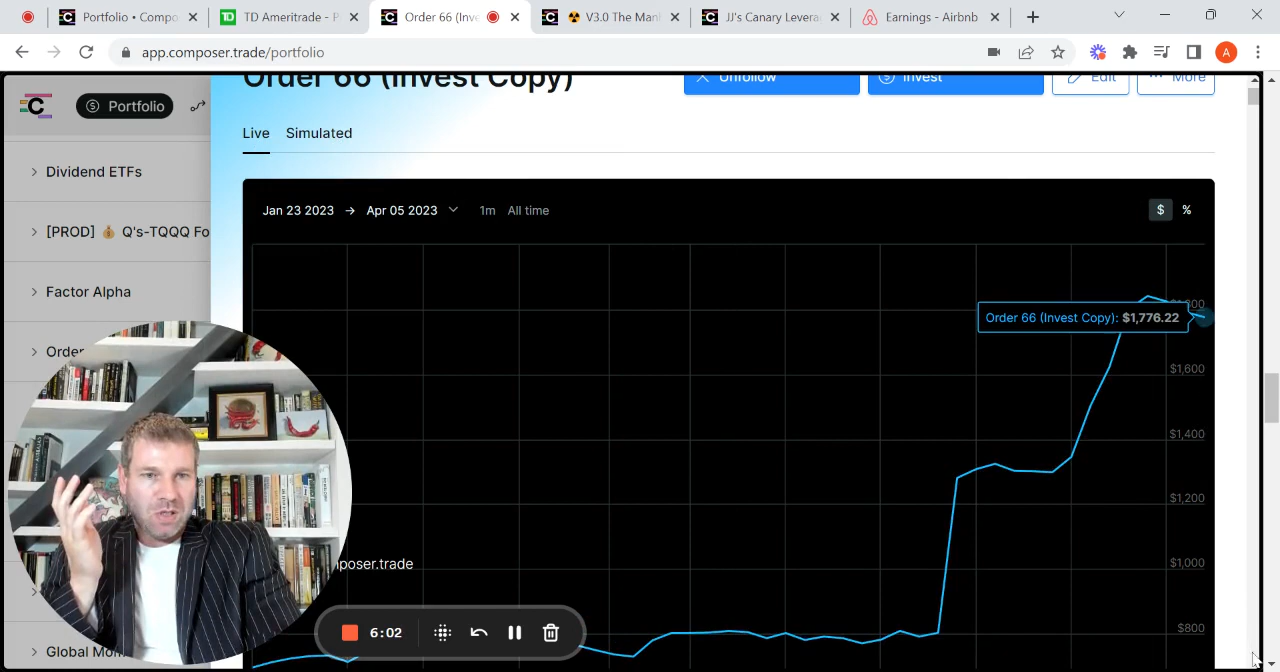 Portfolio • Compo
TD Ameritrade - P
Order 66 (Inve
V3.0 The Manh
JJ's Canary Levera
Earnings - Airbnb
app.composer.trade/portfolio
A
Order 66 (Invest Copy)
Unfollow
Invest
Edit
More
C
Portfolio
Live
Simulated
Dividend ETFs
[PROD] 💰 Q's-TQQQ Fo
Factor Alpha
Order
Global Mom
Jan 23 2023 → Apr 05 2023
1m
All time
$
%
Order 66 (Invest Copy): $1,776.22
$1,600
$1,400
$1,200
$1,000
$800
poser.trade
6:02